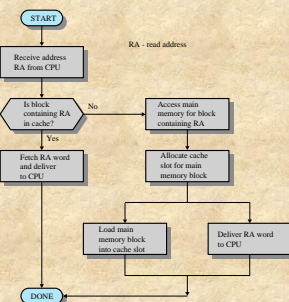 START
RA - read address
Receive address
RA from CPU
Is block
containing RA
in cache?
No
Access main
memory for block
containing RA
Yes
Fetch RA word
and deliver
to CPU
Allocate cache
slot for main
memory block
Load main
memory block
into cache slot
Deliver RA word
to CPU
DONE